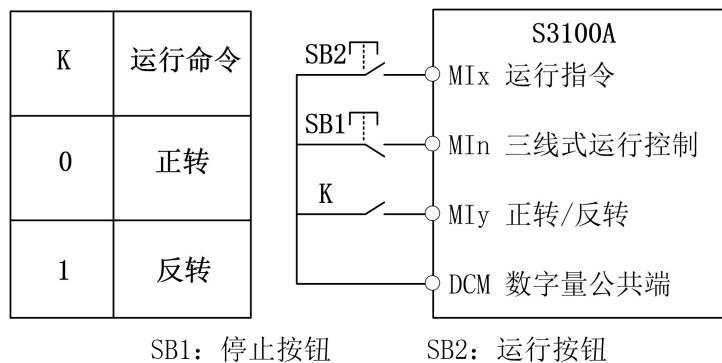 K 运行命令
0 正转
1 反转
S3100A
SB2 MIx 运行指令
SB1 MIn 三线式运行控制
K MIy 正转/反转
DCM 数字量公共端
SB1: 停止按钮 SB2: 运行按钮